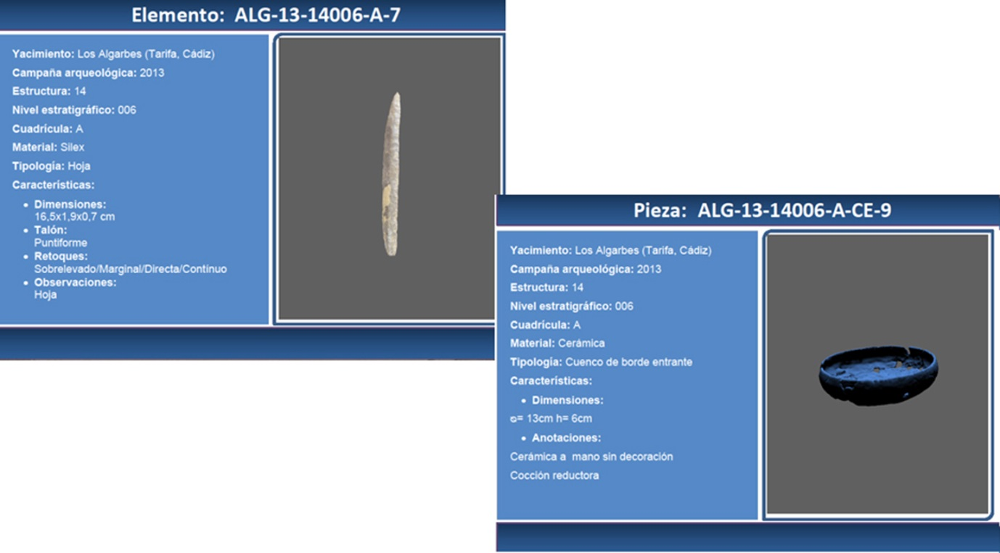 Elemento: ALG-13-14006-A-7
Yacimiento: Los Algarbes (Tarifa, Cádiz)
Campaña arqueológica: 2013
Estructura: 14
Nivel estratigráfico: 006
Cuadrícula: A
Material: Silex
Tipología: Hoja
Características:
• Dimensiones:
16,5x1,9x0,7 cm
• Talón:
Puntiforme
• Retoques:
Sobrelevado/Marginal/Directa/Continuo
• Observaciones:
Hoja
Pieza: ALG-13-14006-A-CE-9
Yacimiento: Los Algarbes (Tarifa, Cádiz)
Campaña arqueológica: 2013
Estructura: 14
Nivel estratigráfico: 006
Cuadrícula: A
Material: Cerámica
Tipología: Cuenco de borde entrante
Características:
• Dimensiones:
= 13cm h= 6cm
• Anotaciones:
Cerámica a mano sin decoración
Cocción reductora